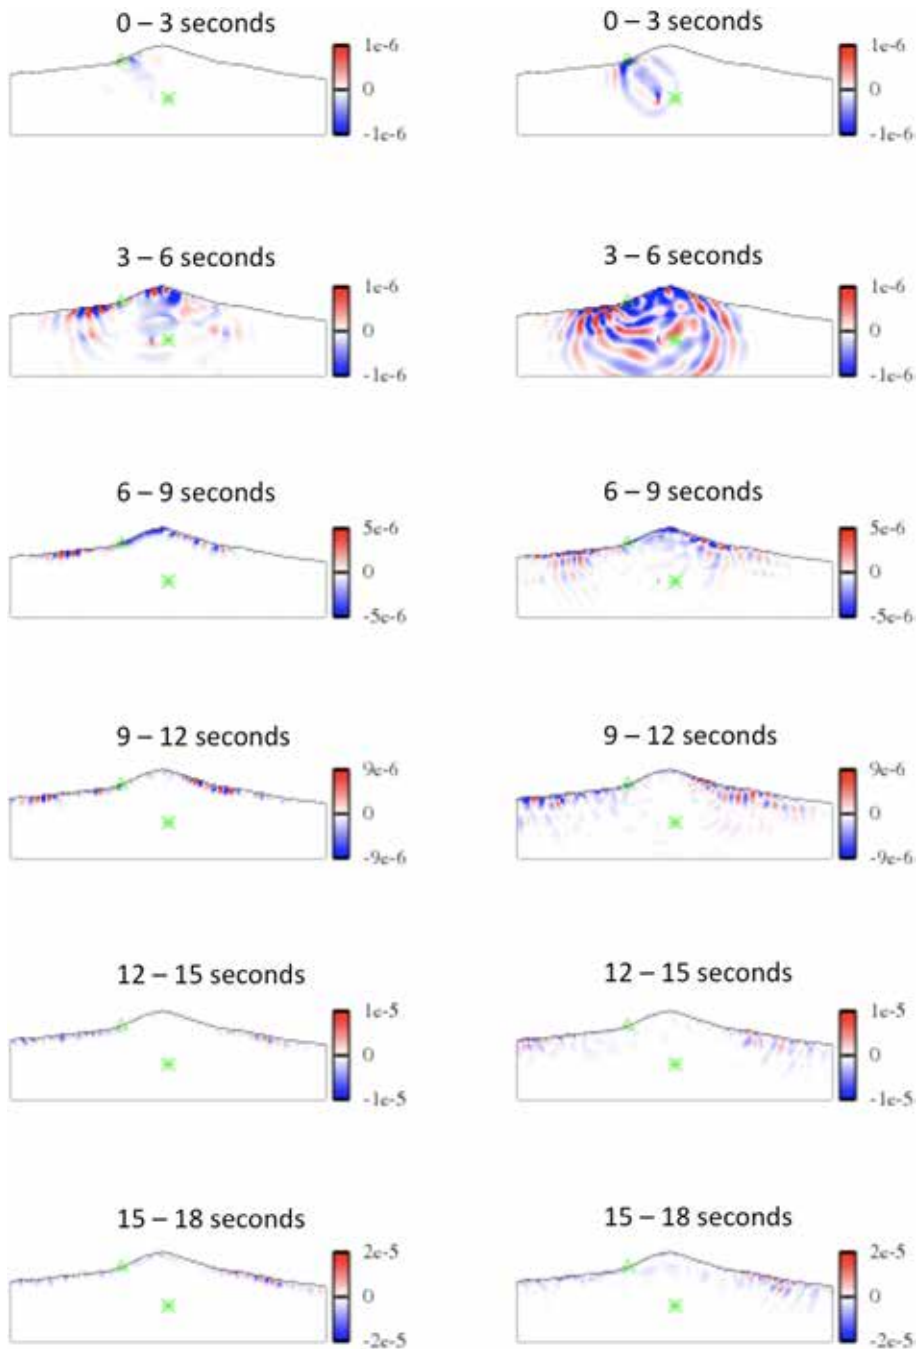 0 – 3 seconds
1e-6
0
-1e-6
0 – 3 seconds
1e-6
0
-1e-6
3 – 6 seconds
1e-6
0
-1e-6
3 – 6 seconds
1e-6
0
-1e-6
6 – 9 seconds
5e-6
0
-5e-6
6 – 9 seconds
5e-6
0
-5e-6
9 – 12 seconds
9e-6
0
-9e-6
9 – 12 seconds
9e-6
0
-9e-6
12 – 15 seconds
1e-5
0
-1e-5
12 – 15 seconds
1e-5
0
-1e-5
15 – 18 seconds
2e-5
0
-2e-5
15 – 18 seconds
2e-5
0
-2e-5